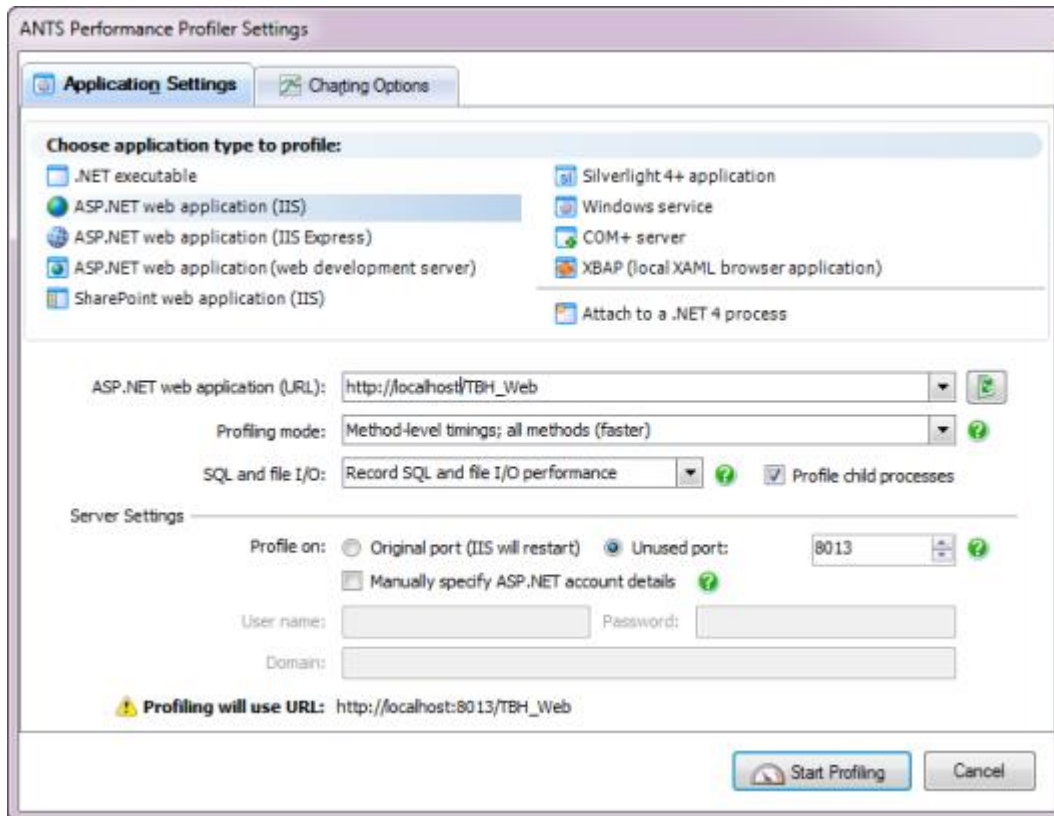 ANTS Performance Profiler Settings
Application Settings
Charting Options
Choose application type to profile:
.NET executable
ASP.NET web application (IIS)
ASP.NET web application (IIS Express)
ASP.NET web application (web development server)
SharePoint web application (IIS)
Silverlight 4+ application
Windows service
COM+ server
XBAP (local XAML browser application)
Attach to a .NET 4 process
ASP.NET web application (URL): http://localhost/TBH_Web
Profiling mode: Method-level timings; all methods (faster)
SQL and file I/O: Record SQL and file I/O performance Profile child processes
Server Settings
Profile on: Original port (IIS will restart) Unused port: 8013
Manually specify ASP.NET account details
User name: Password:
Domain:
Profiling will use URL: http://localhost:8013/TBH_Web
Start Profiling Cancel